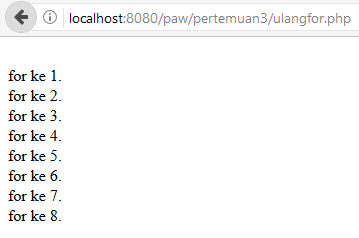 localhost:8080/paw/pertemuan3/ulangfor.php
for ke 1.
for ke 2.
for ke 3.
for ke 4.
for ke 5.
for ke 6.
for ke 7.
for ke 8.